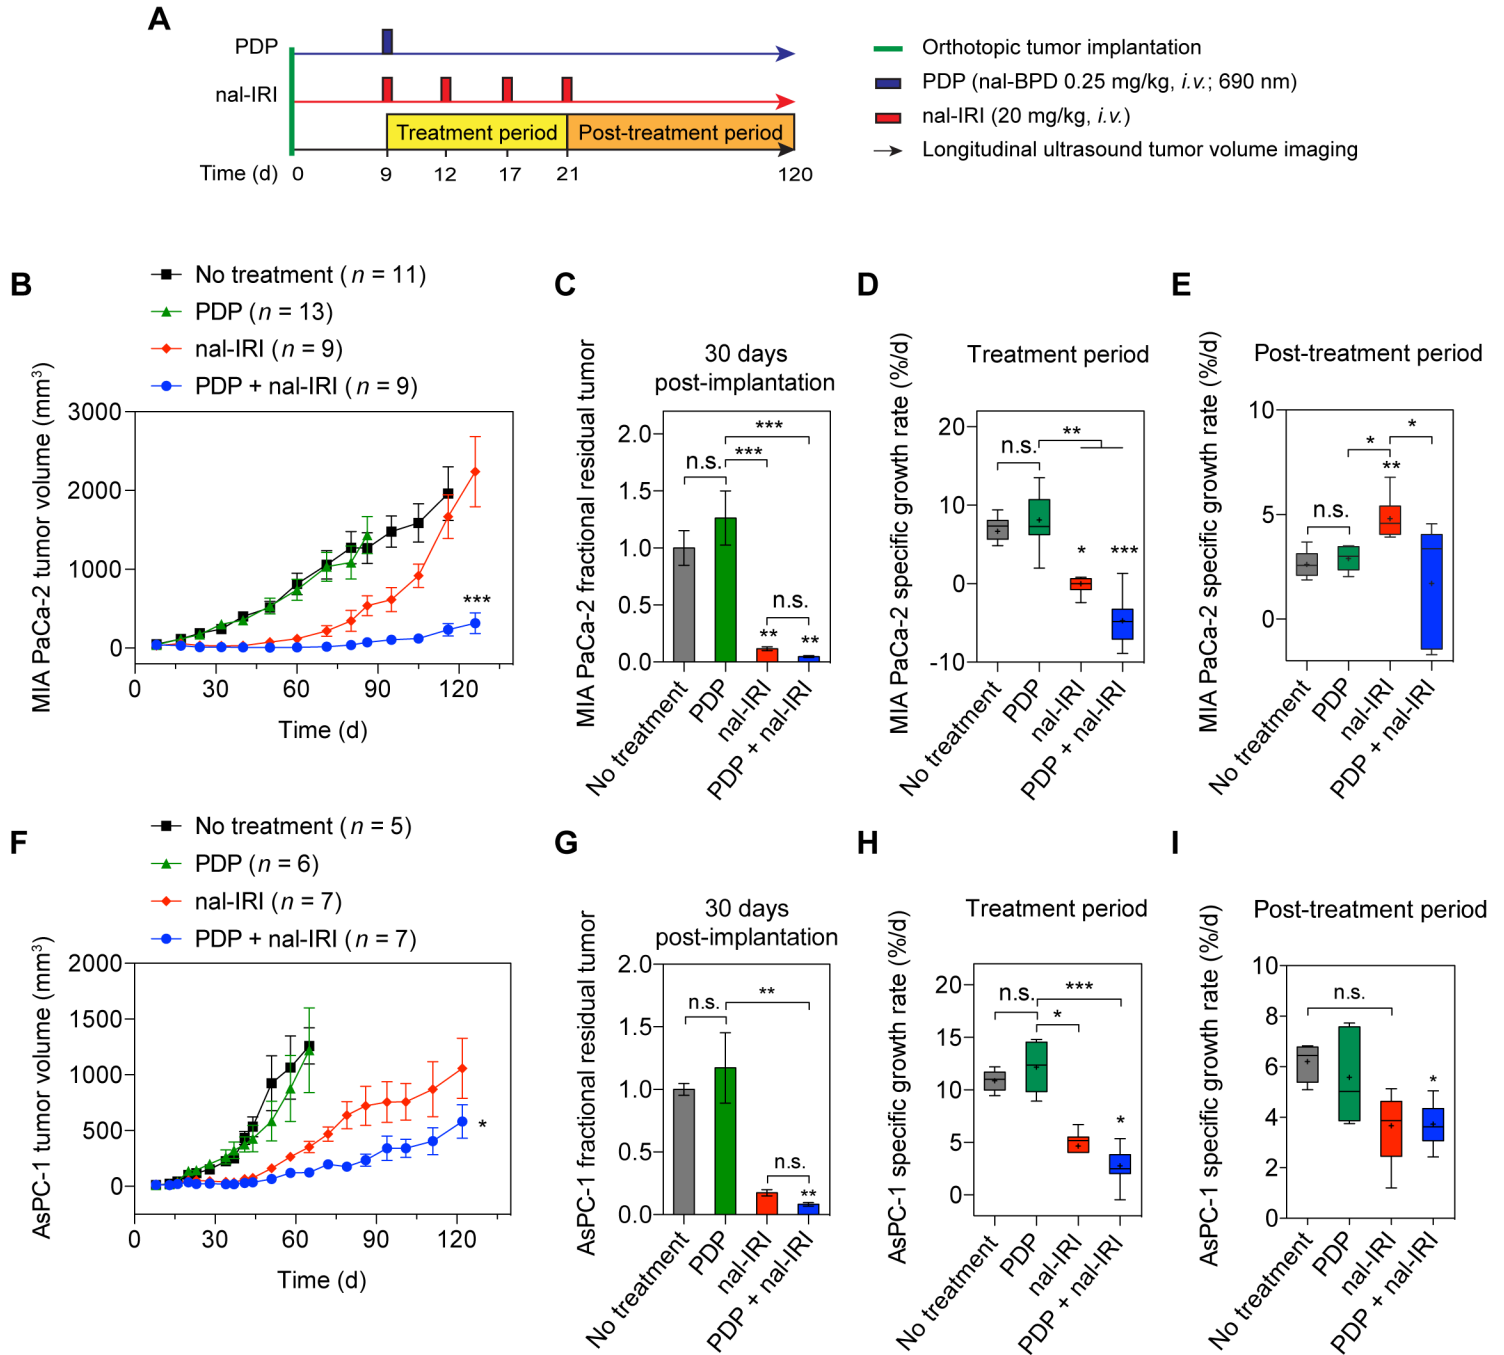 A
PDP
nal-IRI
Treatment period
Post-treatment period
Time (d)
0
9
12
17
21
120
Orthotopic tumor implantation
PDP (nal-BPD 0.25 mg/kg, i.v.; 690 nm)
nal-IRI (20 mg/kg, i.v.)
Longitudinal ultrasound tumor volume imaging
B
No treatment (n = 11)
PDP (n = 13)
nal-IRI (n = 9)
PDP + nal-IRI (n = 9)
MIA PaCa-2 tumor volume (mm³)
3000
2000
1000
0
***
0
30
60
90
120
Time (d)
C
30 days
post-implantation
MIA PaCa-2 fractional residual tumor
2.0
1.5
1.0
0.5
0.0
***
***
n.s.
n.s.
**
**
No treatment
PDP
nal-IRI
PDP + nal-IRI
D
Treatment period
MIA PaCa-2 specific growth rate (%/d)
20
10
0
-10
**
n.s.
*
***
No treatment
PDP
nal-IRI
PDP + nal-IRI
E
Post-treatment period
MIA PaCa-2 specific growth rate (%/d)
10
5
0
*
*
**
n.s.
No treatment
PDP
nal-IRI
PDP + nal-IRI
F
No treatment (n = 5)
PDP (n = 6)
nal-IRI (n = 7)
PDP + nal-IRI (n = 7)
AsPC-1 tumor volume (mm³)
2000
1500
1000
500
0
*
0
30
60
90
120
Time (d)
G
30 days
post-implantation
AsPC-1 fractional residual tumor
2.0
1.5
1.0
0.5
0.0
**
n.s.
n.s.
**
No treatment
PDP
nal-IRI
PDP + nal-IRI
H
Treatment period
AsPC-1 specific growth rate (%/d)
20
15
10
5
0
***
n.s.
*
*
No treatment
PDP
nal-IRI
PDP + nal-IRI
I
Post-treatment period
AsPC-1 specific growth rate (%/d)
10
8
6
4
2
0
n.s.
*
No treatment
PDP
nal-IRI
PDP + nal-IRI